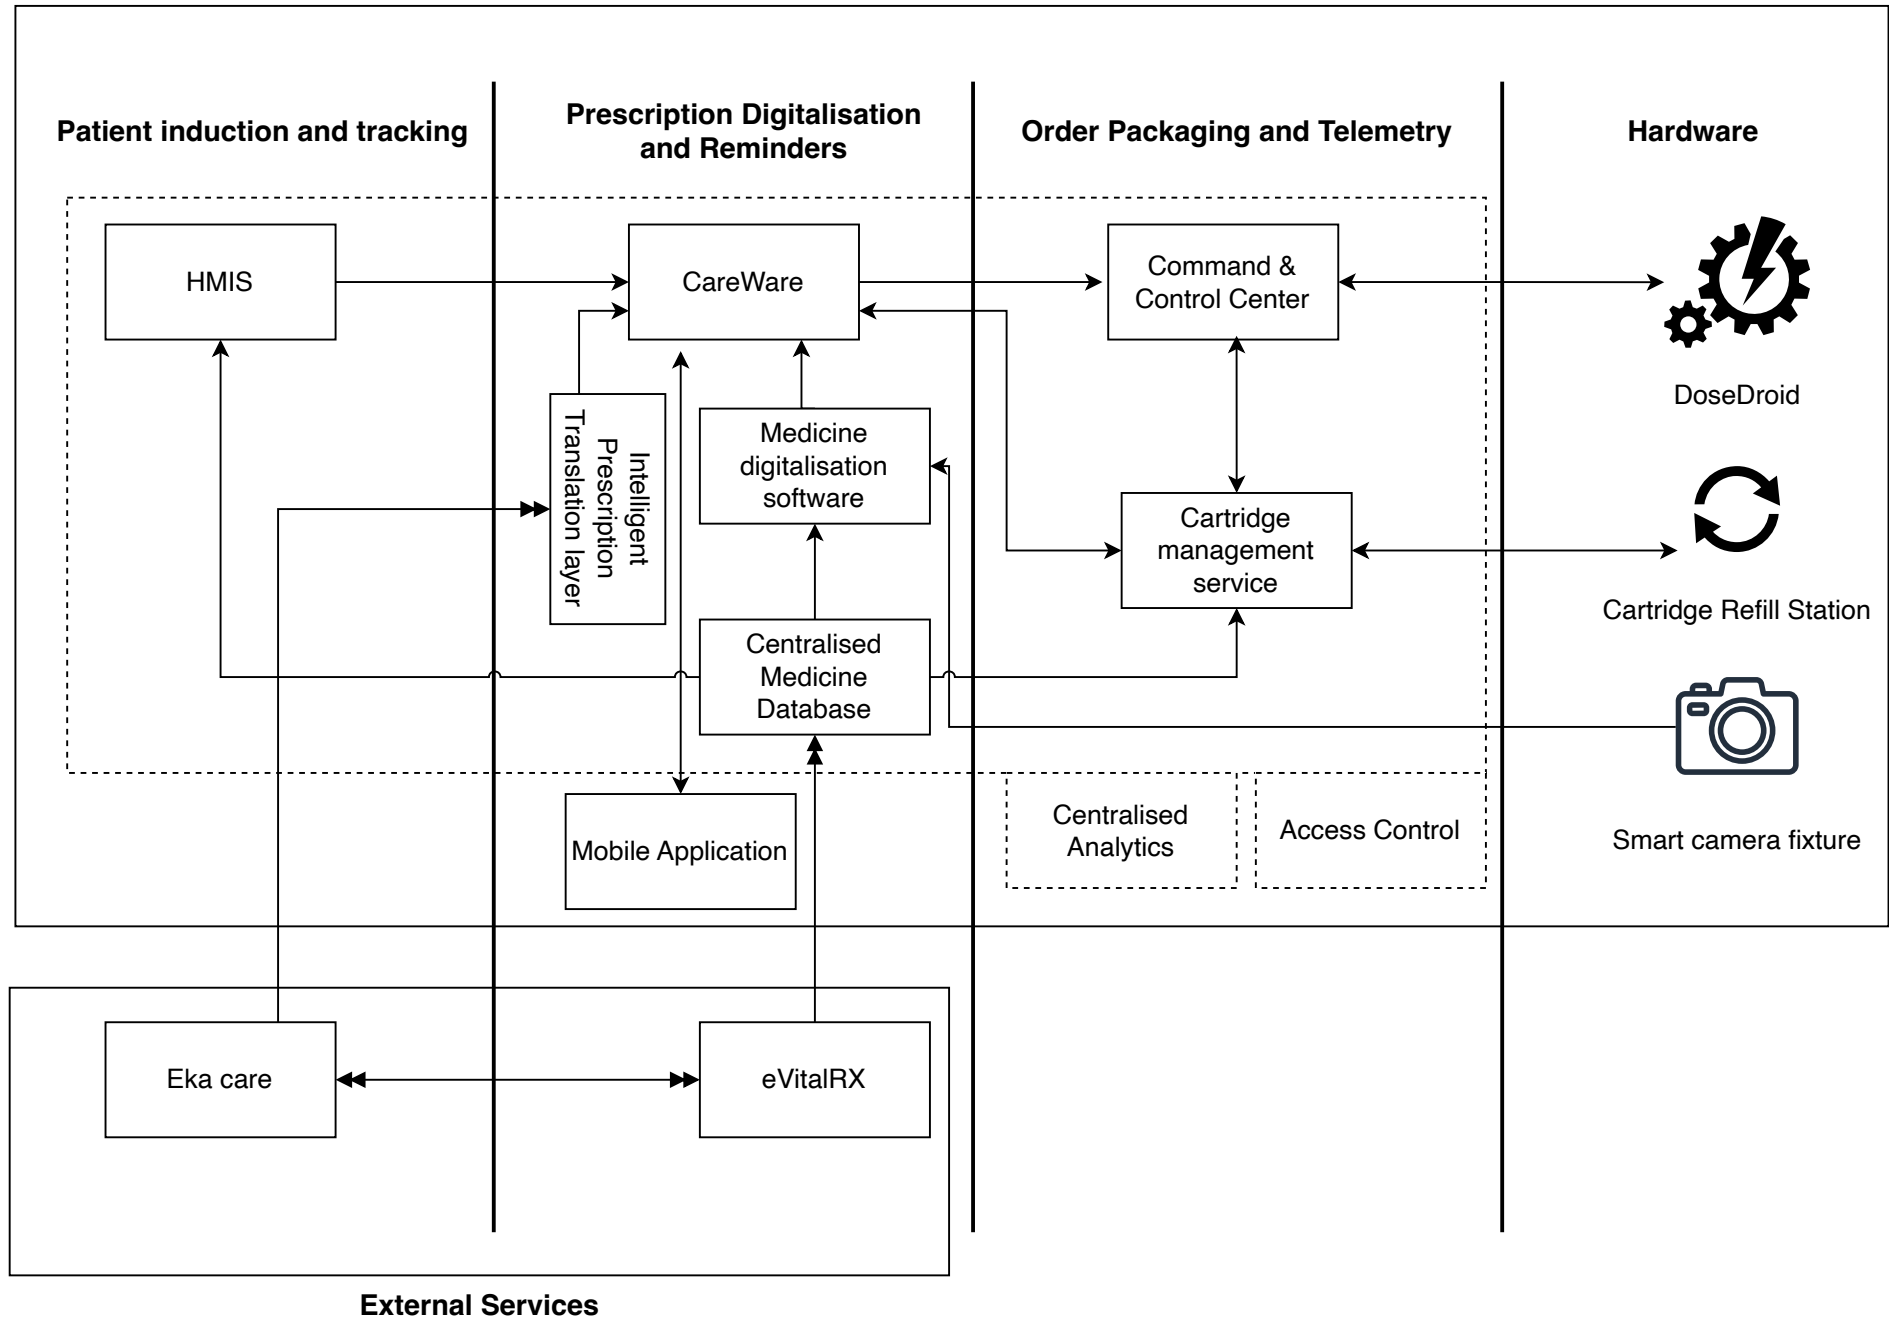 Patient induction and tracking
Prescription Digitalisation
and Reminders
Order Packaging and Telemetry
Hardware
HMIS
CareWare
Command &
Control Center
DoseDroid
Intelligent
Prescription
Translation layer
Medicine
digitalisation
software
Cartridge
management
service
Cartridge Refill Station
Centralised
Medicine
Database
Mobile Application
Centralised
Analytics
Access Control
Smart camera fixture
Eka care
eVitalRX
External Services